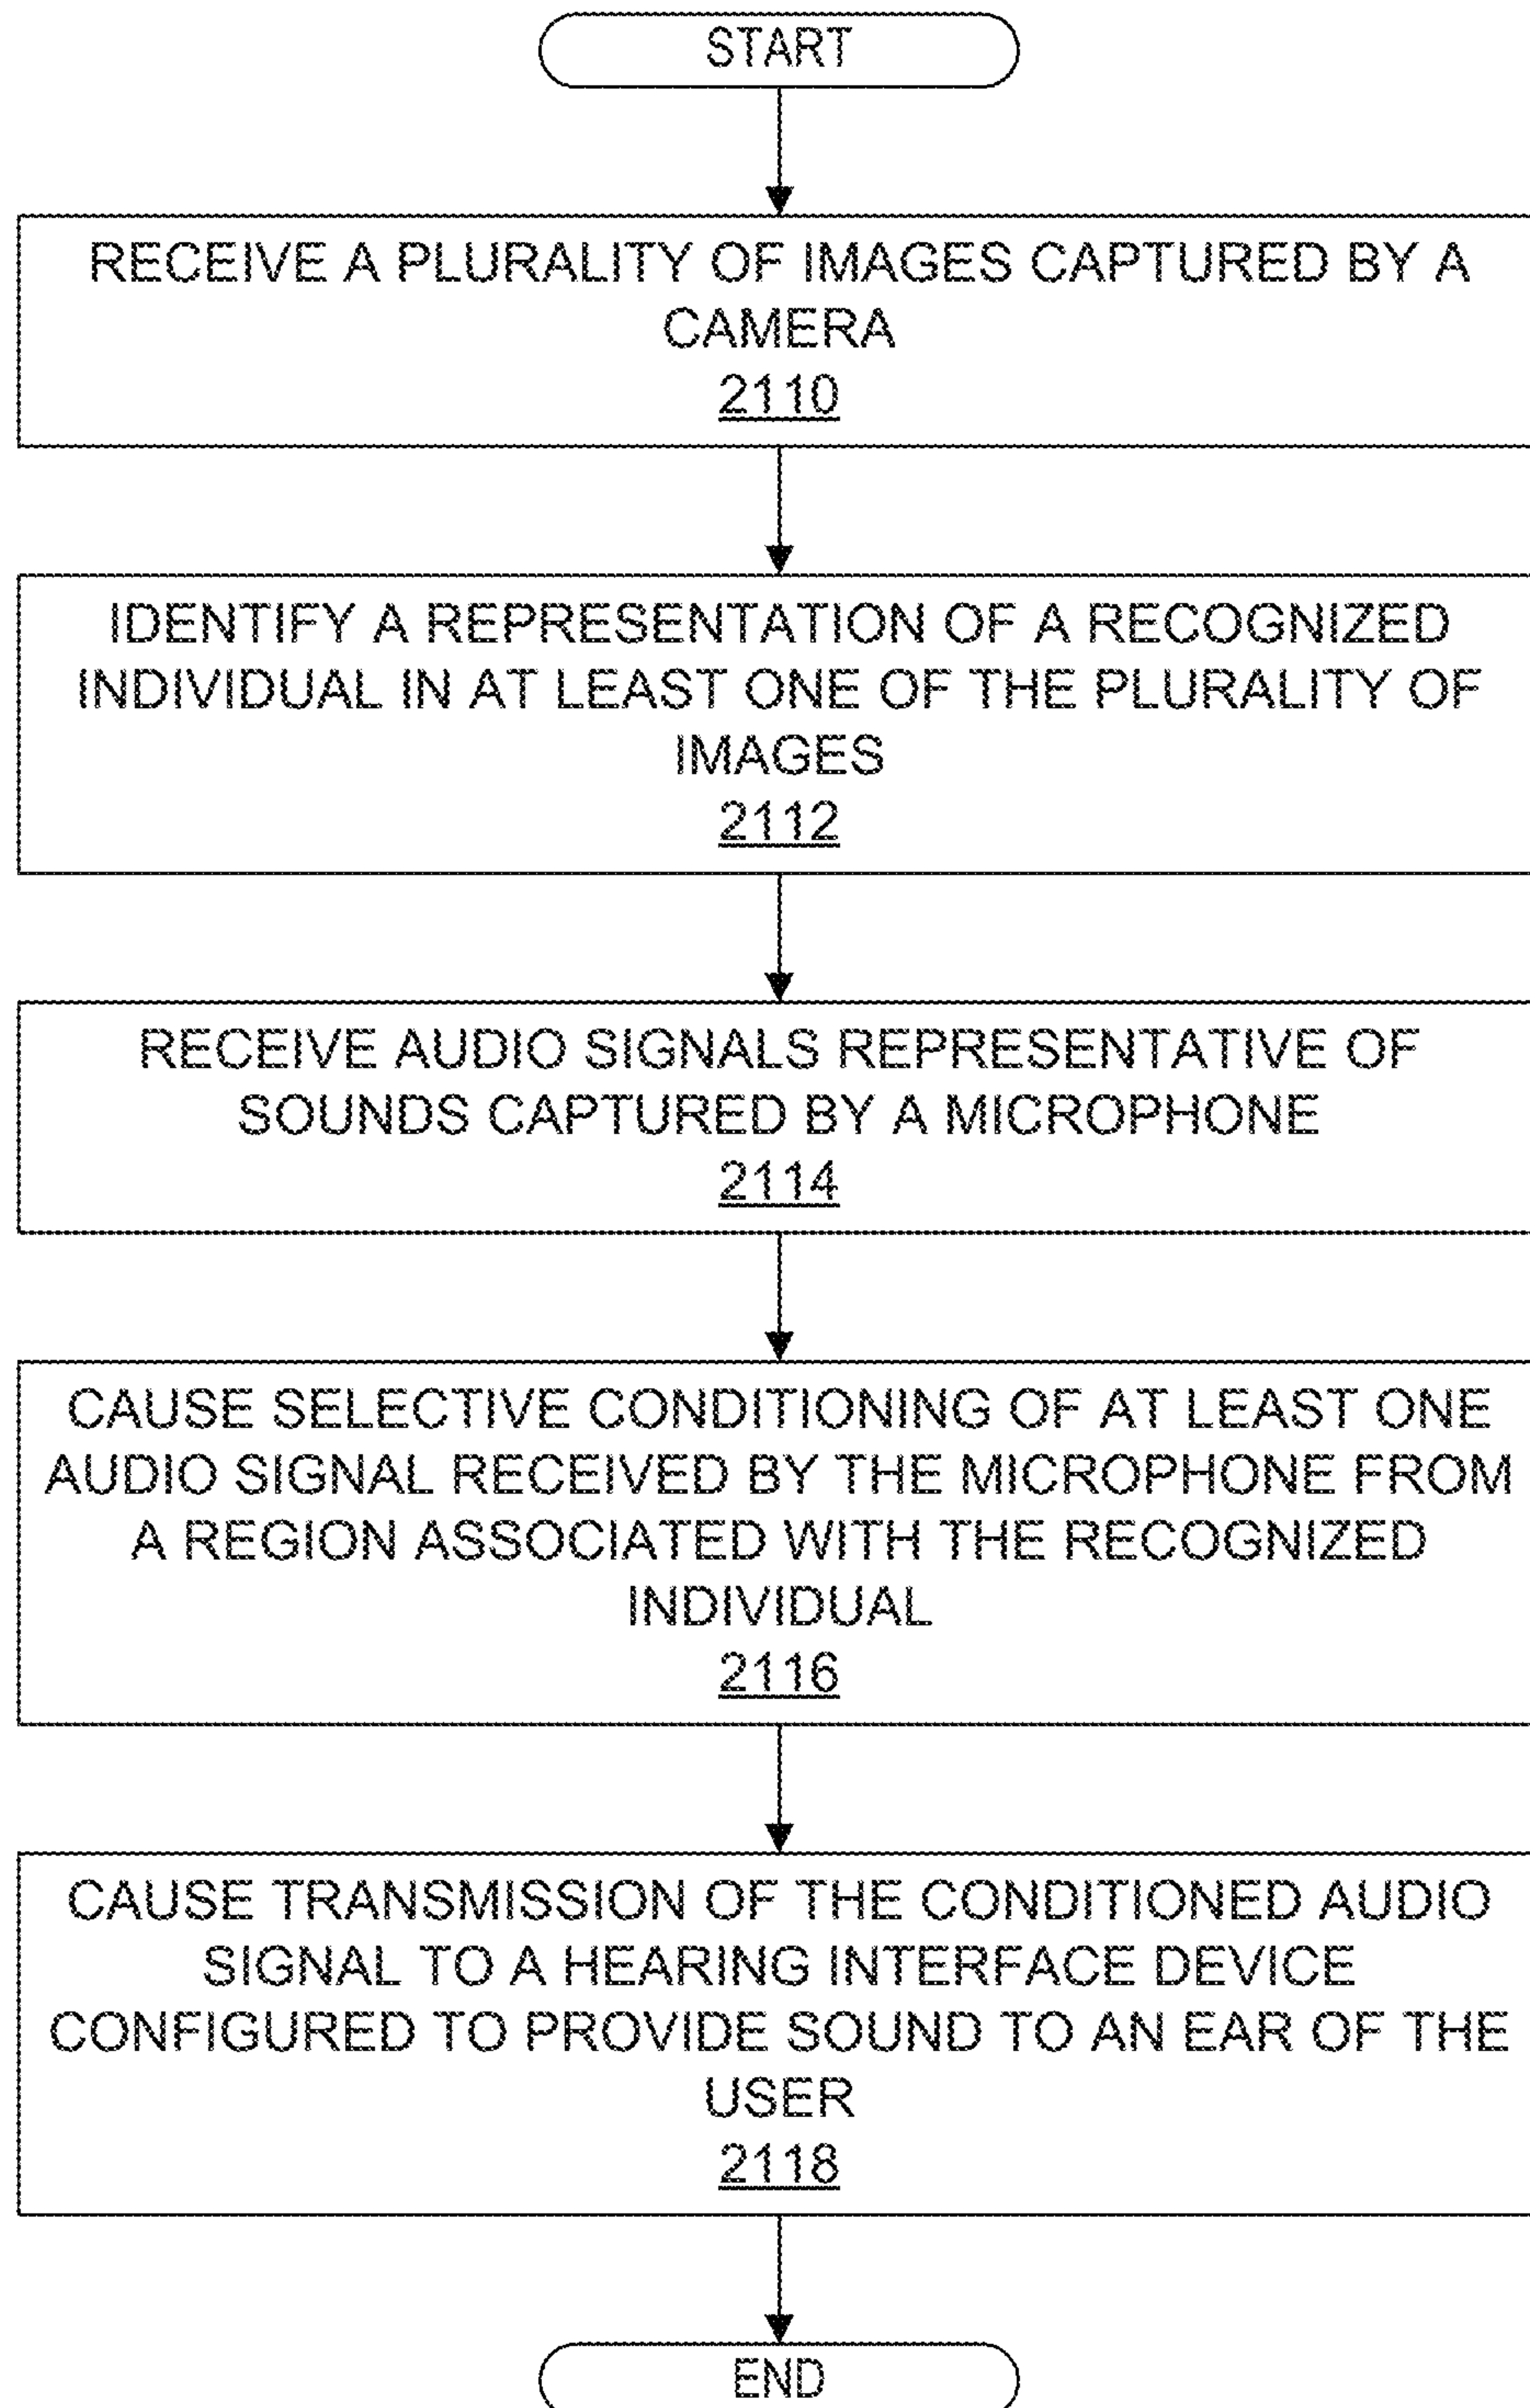 START
RECEIVE A PLURALITY OF IMAGES CAPTURED BY A
CAMERA
2110
IDENTIFY A REPRESENTATION OF A RECOGNIZED
INDIVIDUAL IN AT LEAST ONE OF THE PLURALITY OF
IMAGES
2112
RECEIVE AUDIO SIGNALS REPRESENTATIVE OF
SOUNDS CAPTURED BY A MICROPHONE
2114
CAUSE SELECTIVE CONDITIONING OF AT LEAST ONE
AUDIO SIGNAL RECEIVED BY THE MICROPHONE FROM
A REGION ASSOCIATED WITH THE RECOGNIZED
INDIVIDUAL
2116
CAUSE TRANSMISSION OF THE CONDITIONED AUDIO
SIGNAL TO A HEARING INTERFACE DEVICE
CONFIGURED TO PROVIDE SOUND TO AN EAR OF THE
USER
2118
END